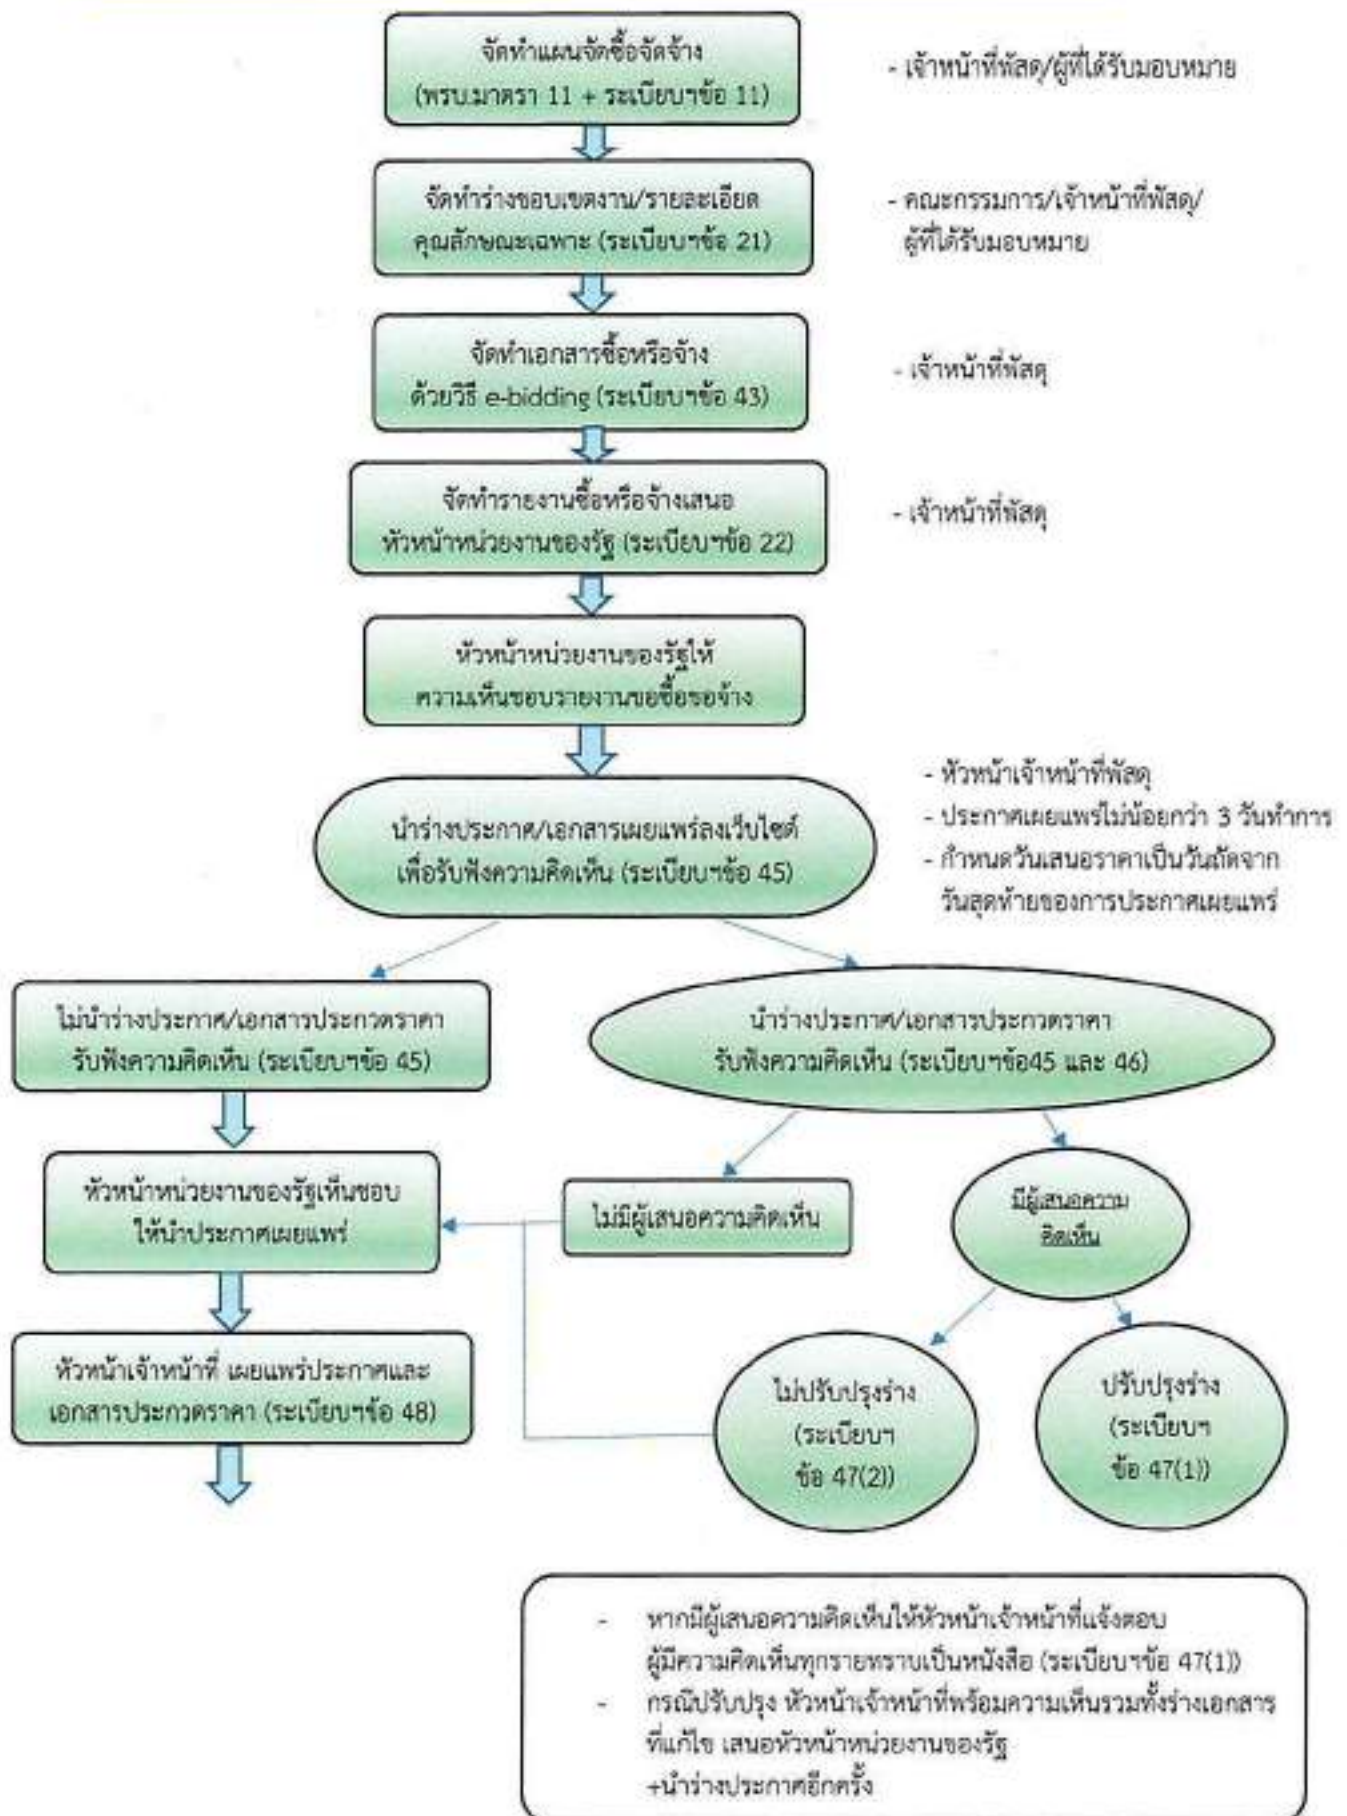 จัดทำแผนจัดซื้อจัดจ้าง
(พรบ.มาตรา 11 + ระเบียบฯข้อ 11)
- เจ้าหน้าที่พัสดุ/ผู้ที่ได้รับมอบหมาย
จัดทำร่างขอบเขตงาน/รายละเอียด
คุณลักษณะเฉพาะ (ระเบียบฯข้อ 21)
- คณะกรรมการ/เจ้าหน้าที่พัสดุ/
ผู้ที่ได้รับมอบหมาย
จัดทำเอกสารซื้อหรือจ้าง
ด้วยวิธี e-bidding (ระเบียบฯข้อ 43)
- เจ้าหน้าที่พัสดุ
จัดทำรายงานซื้อหรือจ้างเสนอ
หัวหน้าหน่วยงานของรัฐ (ระเบียบฯข้อ 22)
- เจ้าหน้าที่พัสดุ
หัวหน้าหน่วยงานของรัฐให้
ความเห็นชอบรายงานขอซื้อขอจ้าง
นำร่างประกาศ/เอกสารเผยแพร่ลงเว็บไซต์
เพื่อรับฟังความคิดเห็น (ระเบียบฯข้อ 45)
- หัวหน้าเจ้าหน้าที่พัสดุ
- ประกาศเผยแพร่ไม่น้อยกว่า 3 วันทำการ
- กำหนดวันเสนอราคาเป็นวันถัดจาก
วันสุดท้ายของการประกาศเผยแพร่
ไม่นำร่างประกาศ/เอกสารประกวดราคา
รับฟังความคิดเห็น (ระเบียบฯข้อ 45)
นำร่างประกาศ/เอกสารประกวดราคา
รับฟังความคิดเห็น (ระเบียบฯข้อ45 และ 46)
หัวหน้าหน่วยงานของรัฐเห็นชอบ
ให้นำประกาศเผยแพร่
ไม่มีผู้เสนอความคิดเห็น
มีผู้เสนอความ
คิดเห็น
หัวหน้าเจ้าหน้าที่ เผยแพร่ประกาศและ
เอกสารประกวดราคา (ระเบียบฯข้อ 48)
ไม่ปรับปรุงร่าง
(ระเบียบฯ
ข้อ 47(2))
ปรับปรุงร่าง
(ระเบียบฯ
ข้อ 47(1))
- หากมีผู้เสนอความคิดเห็นให้หัวหน้าเจ้าหน้าที่แจ้งตอบ
ผู้มีความคิดเห็นทุกรายทราบเป็นหนังสือ (ระเบียบฯข้อ 47(1))
- กรณีปรับปรุง หัวหน้าเจ้าหน้าที่พร้อมความเห็นรวมทั้งร่างเอกสาร
ที่แก้ไข เสนอหัวหน้าหน่วยงานของรัฐ
+นำร่างประกาศอีกครั้ง